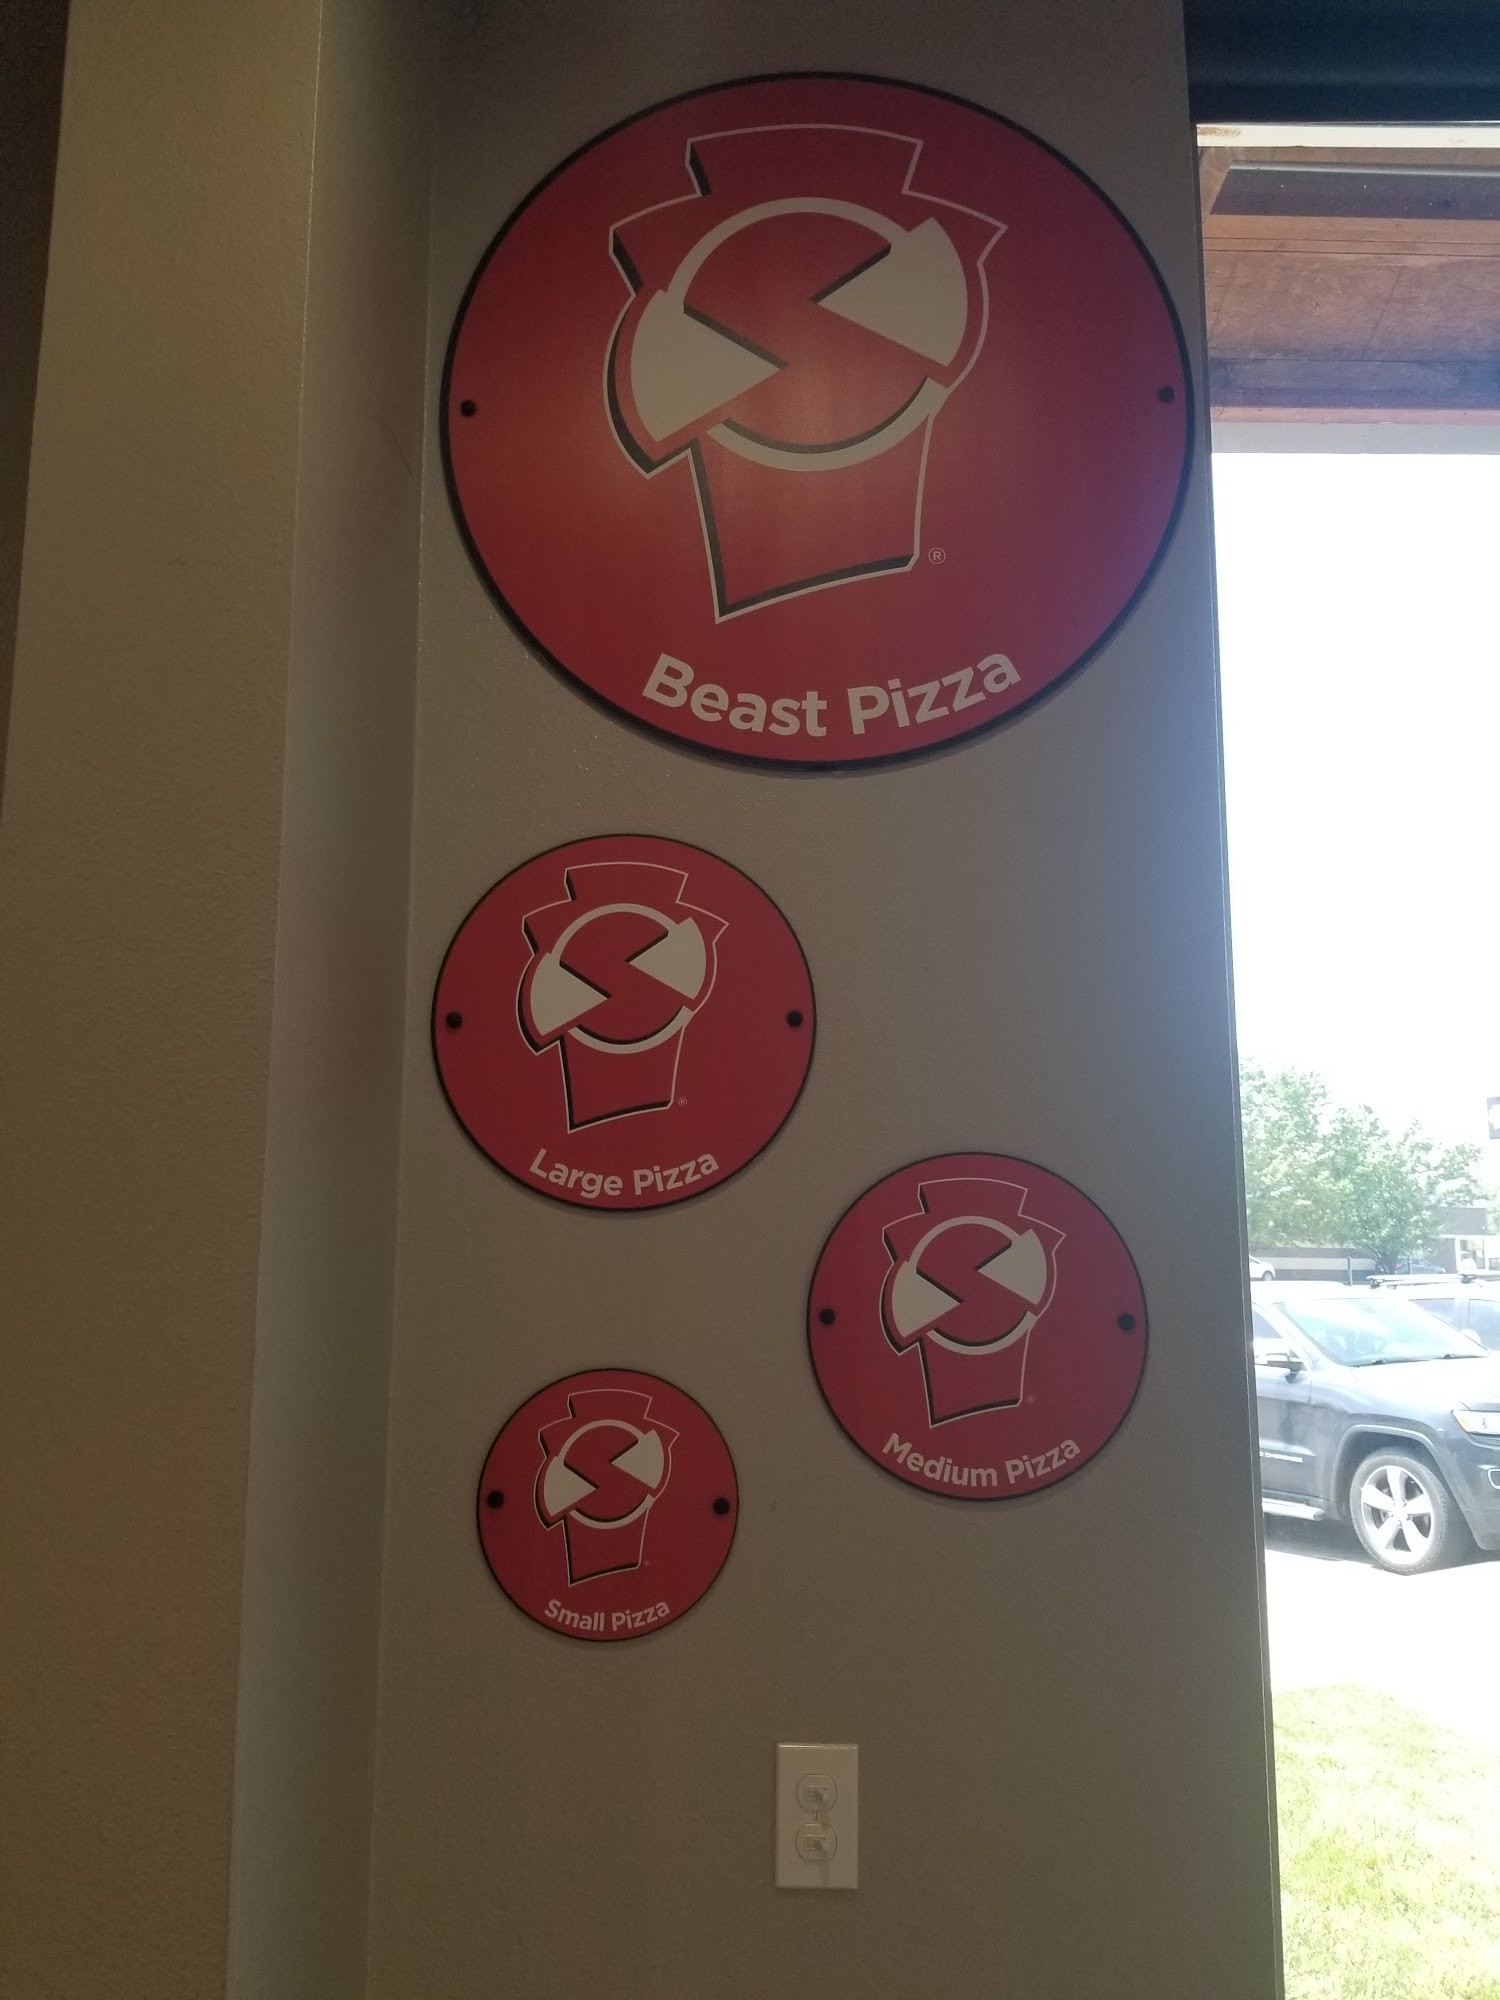 ®
Beast Pizza
®
Large Pizza
®
Medium Pizza
Small Pizza